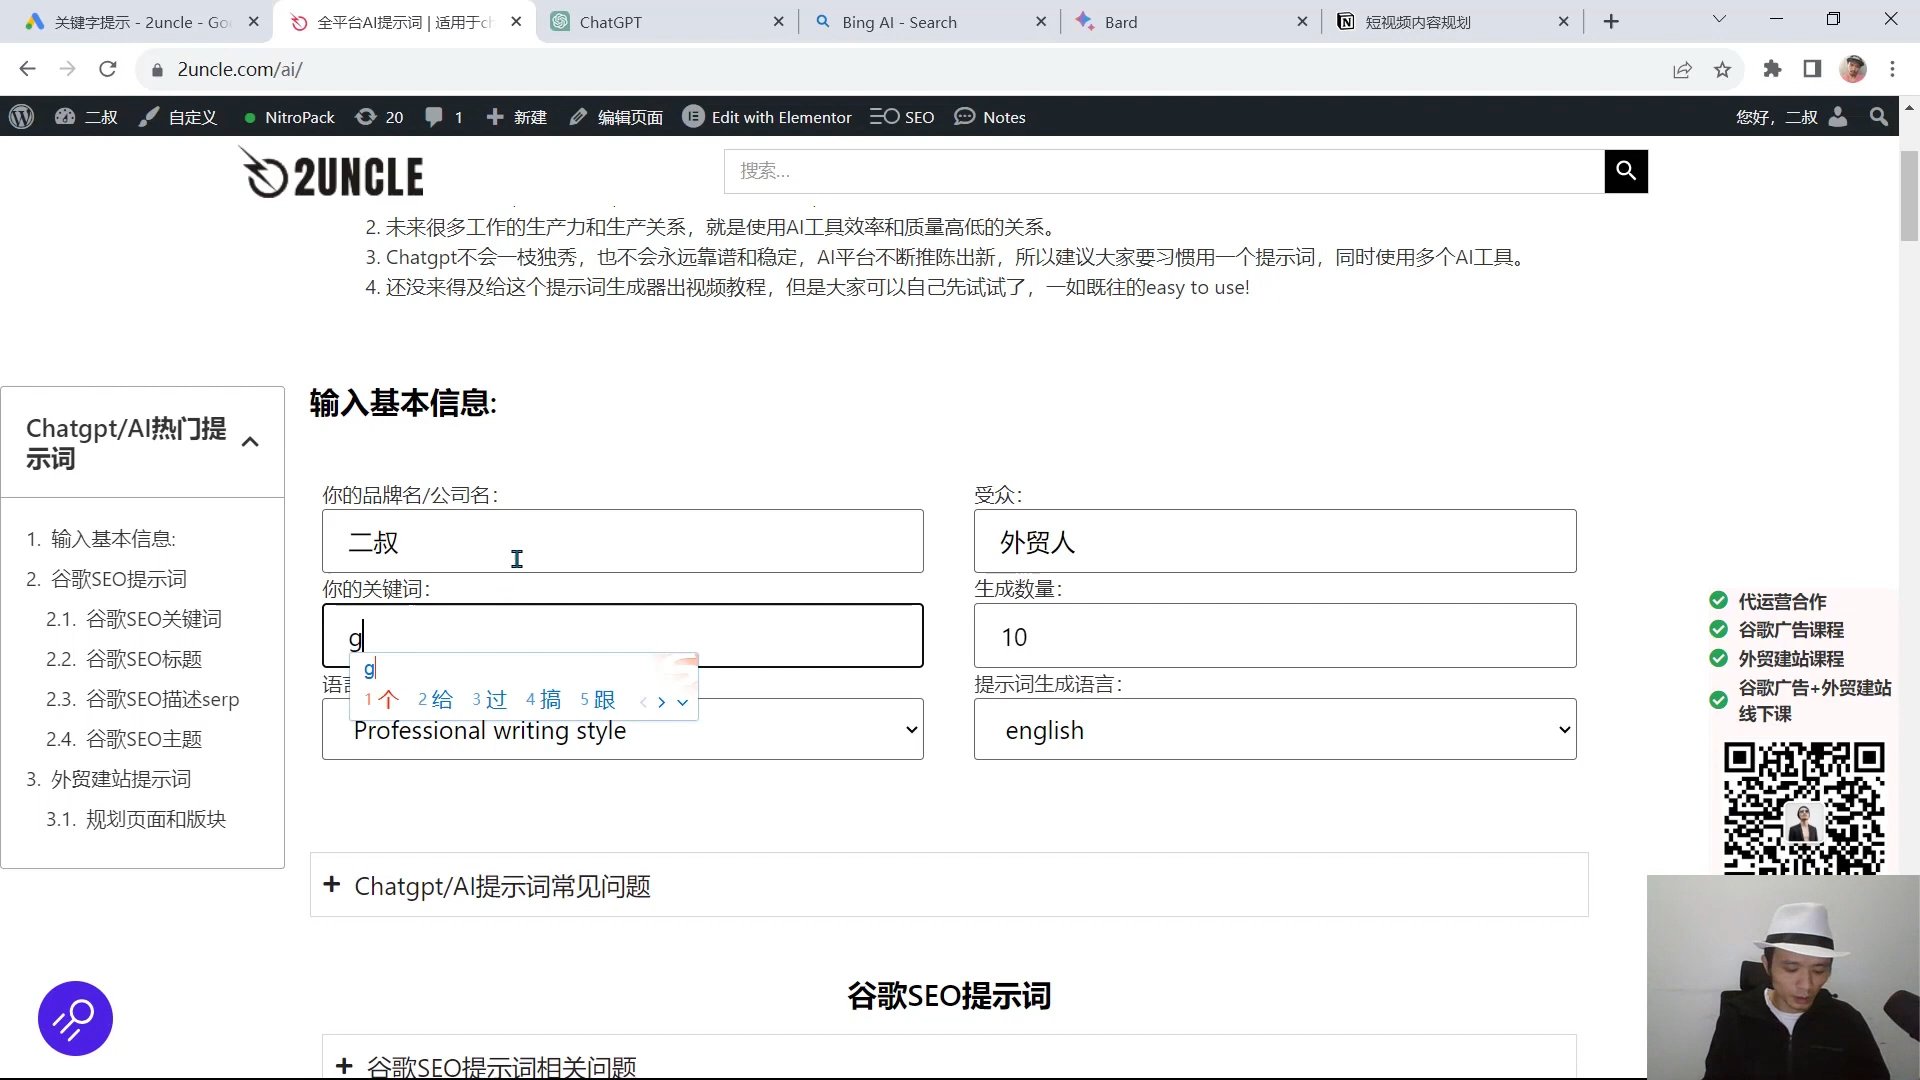 关键字提示 - 2uncle - Goo
全平台AI提示词 | 适用于ch
ChatGPT
Bing AI - Search
Bard
短视频内容规划
2uncle.com/ai/
二叔
自定义
NitroPack
20
1
新建
编辑页面
Edit with Elementor
SEO
Notes
您好，二叔
2UNCLE
搜索...
2. 未来很多工作的生产力和生产关系，就是使用AI工具效率和质量高低的关系。
3. Chatgpt不会一枝独秀，也不会永远靠谱和稳定，AI平台不断推陈出新，所以建议大家要习惯用一个提示词，同时使用多个AI工具。
4. 还没来得及给这个提示词生成器出视频教程，但是大家可以自己先试试了，一如既往的easy to use!
Chatgpt/AI热门提
示词
1. 输入基本信息:
2. 谷歌SEO提示词
2.1. 谷歌SEO关键词
2.2. 谷歌SEO标题
2.3. 谷歌SEO描述serp
2.4. 谷歌SEO主题
3. 外贸建站提示词
3.1. 规划页面和版块
输入基本信息:
你的品牌名/公司名：
二叔
受众：
外贸人
你的关键词：
g
生成数量：
10
g
1 个 2 给 3 过 4 搞 5 跟
语言
Professional writing style
提示词生成语言：
english
Chatgpt/AI提示词常见问题
谷歌SEO提示词
谷歌SEO提示词相关问题
代运营合作
谷歌广告课程
外贸建站课程
谷歌广告+外贸建站
线下课